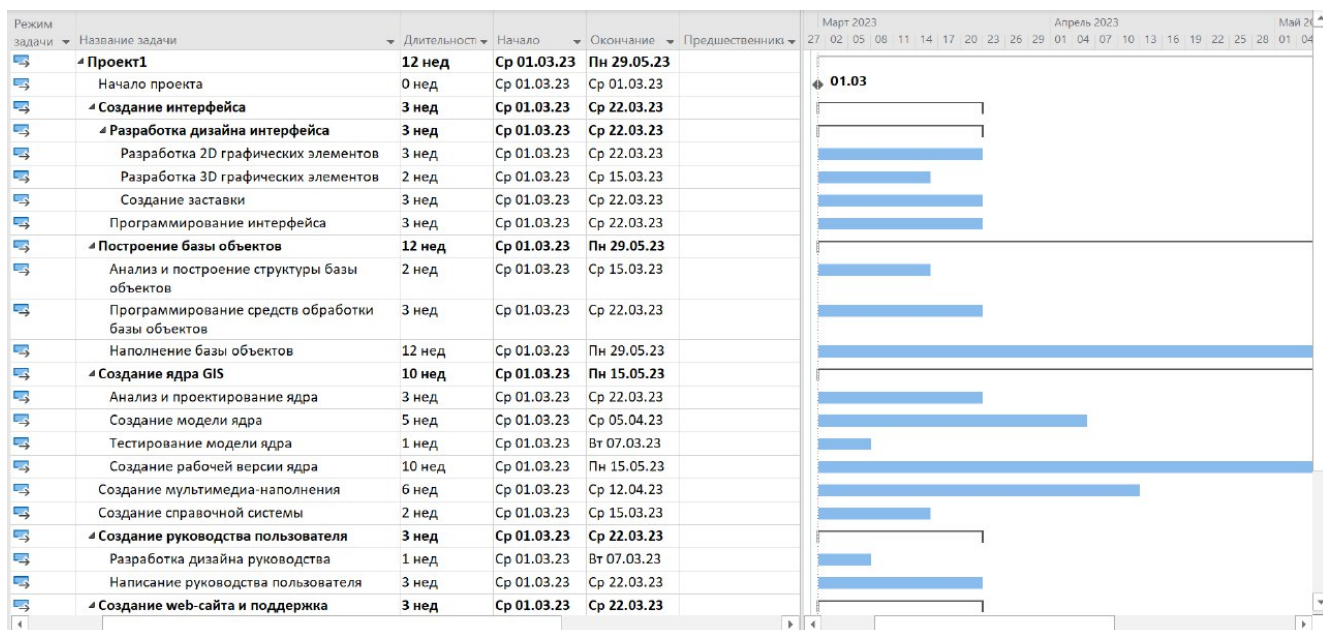 Режим
задачи Название задачи Длительност Начало Окончание Предшественник
Март 2023 Апрель 2023 Май 20
27 02 05 08 11 14 17 20 23 26 29 01 04 07 10 13 16 19 22 25 28 01 04
Проект1 12 нед Ср 01.03.23 Пн 29.05.23
Начало проекта 0 нед Ср 01.03.23 Ср 01.03.23 01.03
Создание интерфейса 3 нед Ср 01.03.23 Ср 22.03.23
Разработка дизайна интерфейса 3 нед Ср 01.03.23 Ср 22.03.23
Разработка 2D графических элементов 3 нед Ср 01.03.23 Ср 22.03.23
Разработка 3D графических элементов 2 нед Ср 01.03.23 Ср 15.03.23
Создание заставки 3 нед Ср 01.03.23 Ср 22.03.23
Программирование интерфейса 3 нед Ср 01.03.23 Ср 22.03.23
Построение базы объектов 12 нед Ср 01.03.23 Пн 29.05.23
Анализ и построение структуры базы 2 нед Ср 01.03.23 Ср 15.03.23
объектов
Программирование средств обработки 3 нед Ср 01.03.23 Ср 22.03.23
базы объектов
Наполнение базы объектов 12 нед Ср 01.03.23 Пн 29.05.23
Создание ядра GIS 10 нед Ср 01.03.23 Пн 15.05.23
Анализ и проектирование ядра 3 нед Ср 01.03.23 Ср 22.03.23
Создание модели ядра 5 нед Ср 01.03.23 Ср 05.04.23
Тестирование модели ядра 1 нед Ср 01.03.23 Вт 07.03.23
Создание рабочей версии ядра 10 нед Ср 01.03.23 Пн 15.05.23
Создание мультимедиа-наполнения 6 нед Ср 01.03.23 Ср 12.04.23
Создание справочной системы 2 нед Ср 01.03.23 Ср 15.03.23
Создание руководства пользователя 3 нед Ср 01.03.23 Ср 22.03.23
Разработка дизайна руководства 1 нед Ср 01.03.23 Вт 07.03.23
Написание руководства пользователя 3 нед Ср 01.03.23 Ср 22.03.23
Создание web-сайта и поддержка 3 нед Ср 01.03.23 Ср 22.03.23